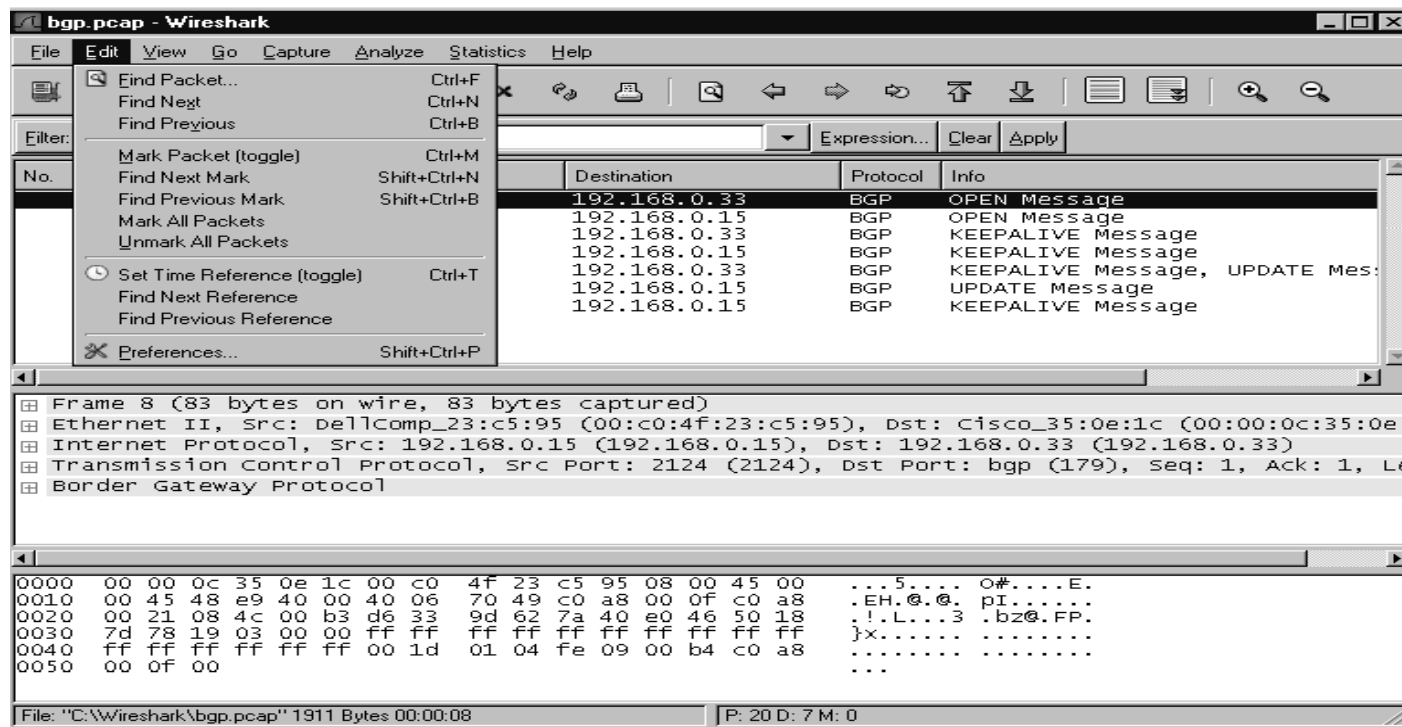 bgp.pcap - Wireshark
File Edit View Go Capture Analyze Statistics Help
Find Packet... Ctrl+F
Find Next Ctrl+N
Find Previous Ctrl+B
Mark Packet (toggle) Ctrl+M
Find Next Mark Shift+Ctrl+N
Find Previous Mark Shift+Ctrl+B
Mark All Packets
Unmark All Packets
Set Time Reference (toggle) Ctrl+T
Find Next Reference
Find Previous Reference
Preferences... Shift+Ctrl+P
Filter: Expression... Clear Apply
No. Destination Protocol Info
192.168.0.33 BGP OPEN Message
192.168.0.15 BGP OPEN Message
192.168.0.33 BGP KEEPALIVE Message
192.168.0.15 BGP KEEPALIVE Message
192.168.0.33 BGP KEEPALIVE Message, UPDATE Mes
192.168.0.15 BGP UPDATE Message
192.168.0.15 BGP KEEPALIVE Message
Frame 8 (83 bytes on wire, 83 bytes captured)
Ethernet II, Src: DellComp_23:c5:95 (00:c0:4f:23:c5:95), Dst: Cisco_35:0e:1c (00:00:0c:35:0e
Internet Protocol, Src: 192.168.0.15 (192.168.0.15), Dst: 192.168.0.33 (192.168.0.33)
Transmission Control Protocol, Src Port: 2124 (2124), Dst Port: bgp (179), Seq: 1, Ack: 1, Le
Border Gateway Protocol
0000 00 00 0c 35 0e 1c 00 c0 4f 23 c5 95 08 00 45 00 ...5.... O#....E.
0010 00 45 48 e9 40 00 40 06 70 49 c0 a8 00 0f c0 a8 .EH.@.@. pI......
0020 00 21 08 4c 00 b3 d6 33 9d 62 7a 40 e0 46 50 18 .!.L...3 .bz@.FP.
0030 7d 78 19 03 00 00 ff ff ff ff ff ff ff ff ff ff }x...... ........
0040 ff ff ff ff ff ff 00 1d 01 04 fe 09 00 b4 c0 a8 ........ ........
0050 00 0f 00 ...
File: "C:\Wireshark\bgp.pcap" 1911 Bytes 00:00:08 P: 20 D: 7 M: 0